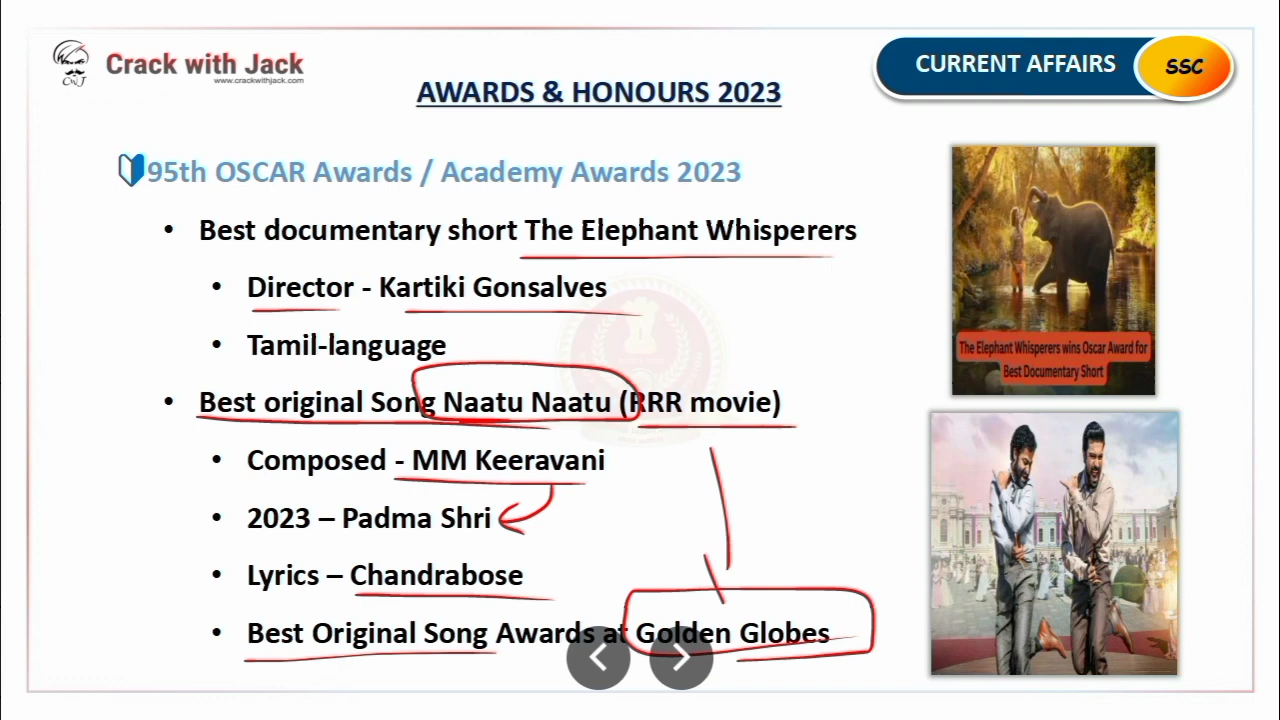 Crack with Jack
www.crackwithjack.com
CwJ
CURRENT AFFAIRS
SSC
AWARDS & HONOURS 2023
95th OSCAR Awards / Academy Awards 2023
• Best documentary short The Elephant Whisperers
• Director - Kartiki Gonsalves
• Tamil-language
• Best original Song Naatu Naatu (RRR movie)
• Composed - MM Keeravani
• 2023 – Padma Shri
• Lyrics – Chandrabose
• Best Original Song Awards at Golden Globes
The Elephant Whisperers wins Oscar Award for
Best Documentary Short